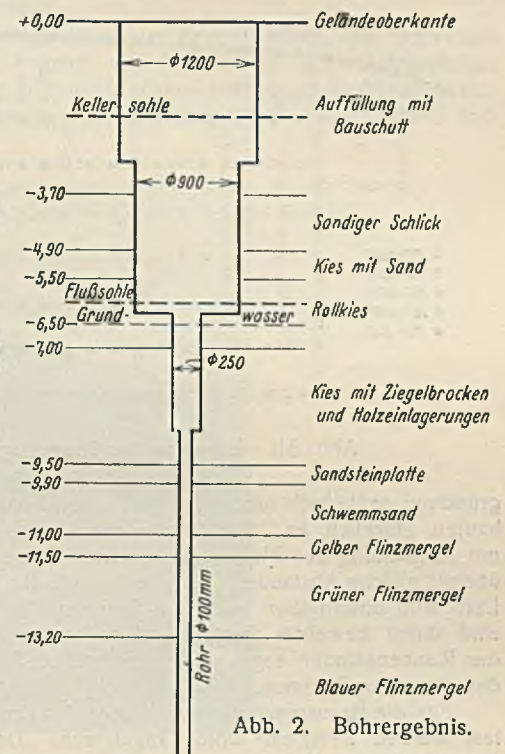 +0,00 Geländeoberkante
Φ1200
Keller sohle
Auffüllung mit
Bauschutt
Φ900
-3,70
Sandiger Schlick
-4,90
Kies mit Sand
-5,50
Flußsohle
Rollkies
Grund- wasser
-6,50
-7,00
Φ250
Kies mit Ziegelbrocken
und Holzeinlagerungen
-9,50
Sandsteinplatte
-9,90
Schwemmsand
-11,00
Gelber Flinzmergel
-11,50
Grüner Flinzmergel
-13,20
Rohr Φ100mm
Blauer Flinzmergel
Abb. 2. Bohrergebnis.